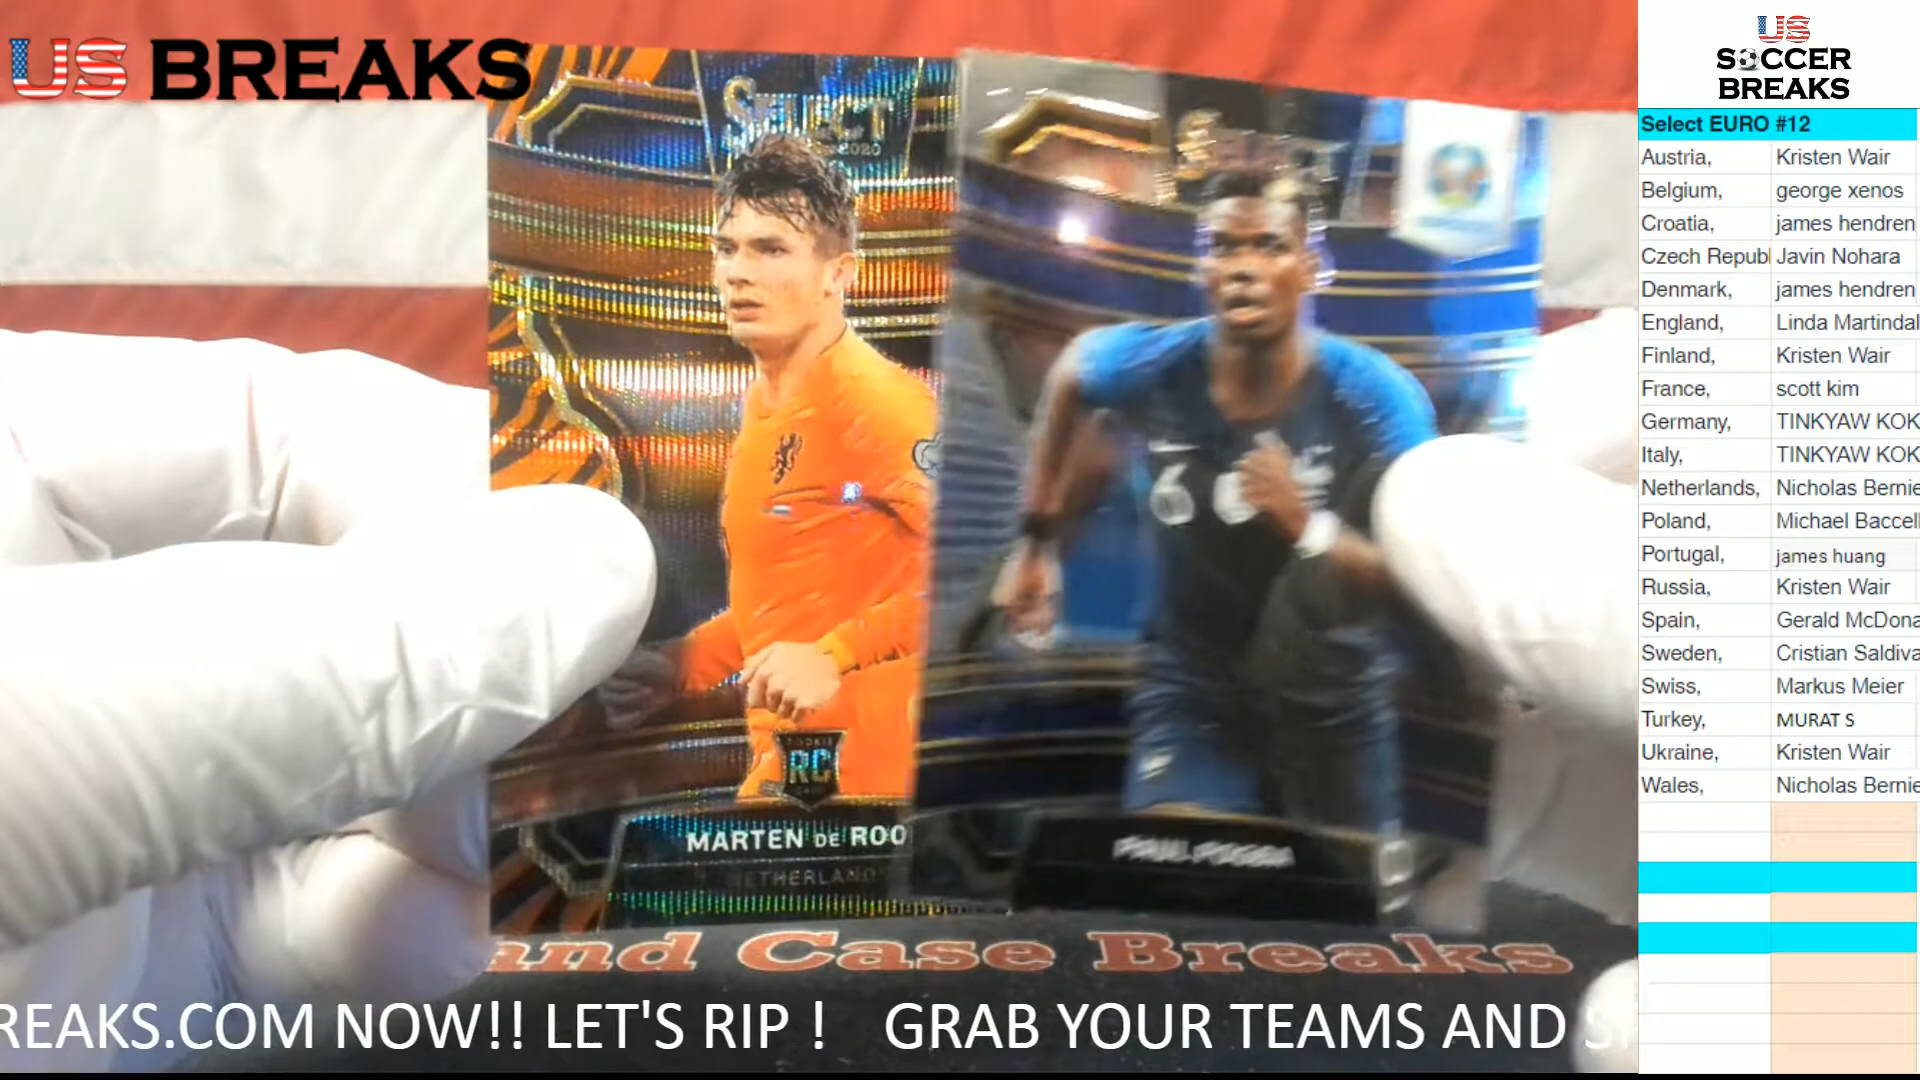 US BREAKS
SELECT
2020
6
RC
MARTEN DE ROO
NETHERLAND
PAUL POGBA
and Case Breaks
REAKS.COM NOW!! LET'S RIP ! GRAB YOUR TEAMS AND S
US
SOCCER
BREAKS
Select EURO #12
Austria, Kristen Wair
Belgium, george xenos
Croatia, james hendren
Czech Republ Javin Nohara
Denmark, james hendren
England, Linda Martindal
Finland, Kristen Wair
France, scott kim
Germany, TINKYAW KOK
Italy, TINKYAW KOK
Netherlands, Nicholas Bernie
Poland, Michael Baccell
Portugal, james huang
Russia, Kristen Wair
Spain, Gerald McDona
Sweden, Cristian Saldiva
Swiss, Markus Meier
Turkey, MURAT S
Ukraine, Kristen Wair
Wales, Nicholas Bernie